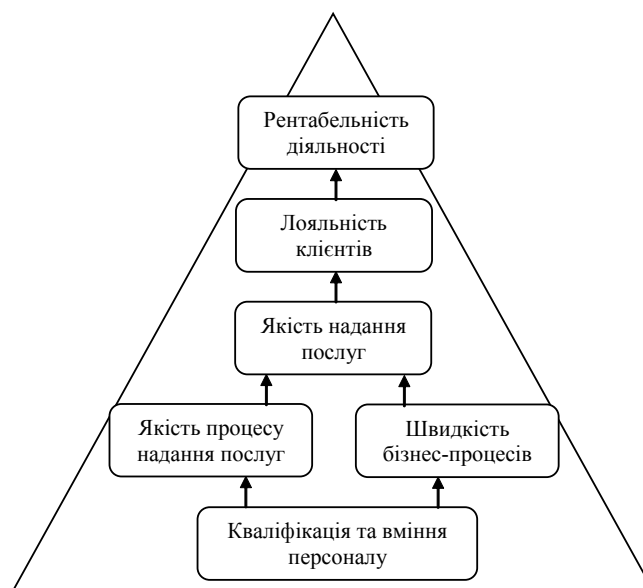 Рентабельність
діяльності
Лояльність
клієнтів
Якість надання
послуг
Якість процесу
надання послуг
Швидкість
бізнес-процесів
Кваліфікація та вміння
персоналу